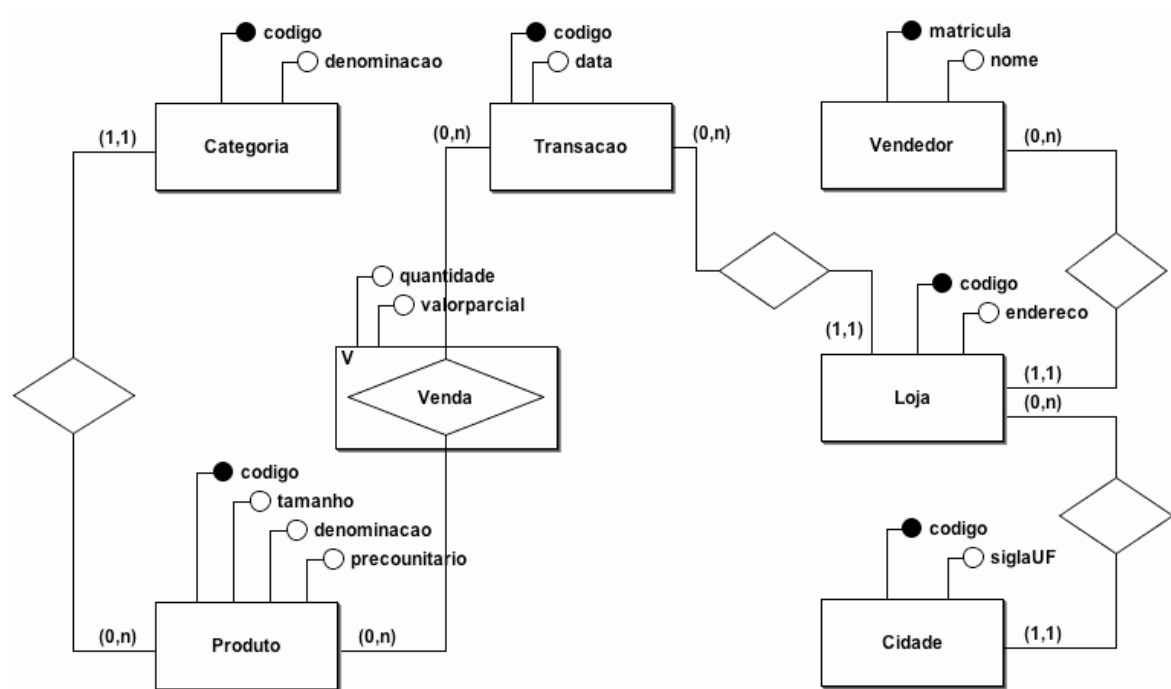 codigo
denominacao
(1,1)
Categoria
codigo
data
(0,n)
Transacao
(0,n)
matricula
nome
Vendedor
(0,n)
quantidade
valorparcial
V
Venda
codigo
endereco
(1,1)
Loja
(1,1)
(0,n)
codigo
tamanho
denominacao
precounitario
(0,n)
Produto
(0,n)
codigo
siglaUF
Cidade
(1,1)